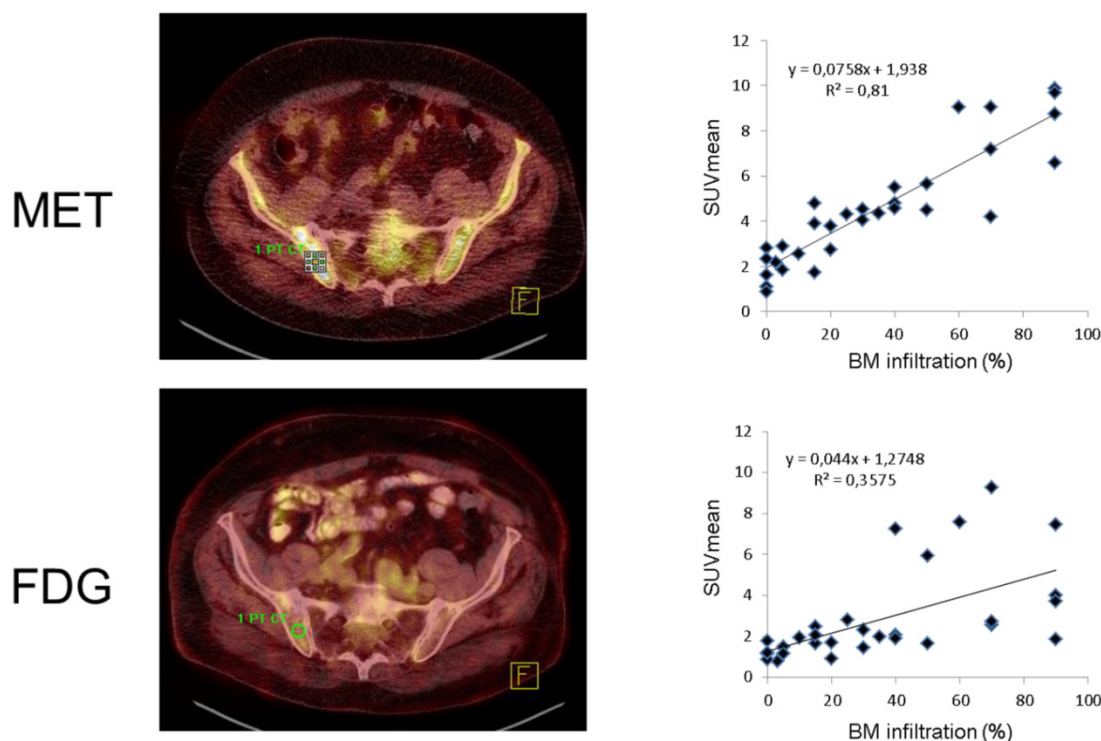 MET
1 PT CT
F
12
10
8
6
4
2
0
SUVmean
y = 0,0758x + 1,938
R² = 0,81
0 20 40 60 80 100
BM infiltration (%)
FDG
1 PT CT
F
12
10
8
6
4
2
0
SUVmean
y = 0,044x + 1,2748
R² = 0,3575
0 20 40 60 80 100
BM infiltration (%)